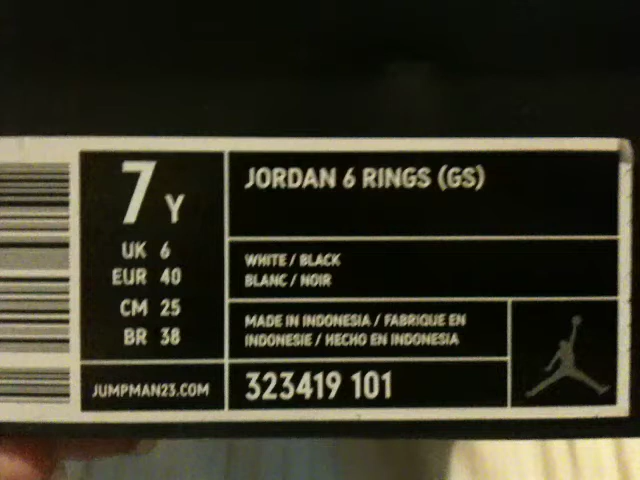 7 Y
UK 6
EUR 40
CM 25
BR 38
JUMPMAN23.COM
JORDAN 6 RINGS (GS)
WHITE / BLACK
BLANC / NOIR
MADE IN INDONESIA / FABRIQUE EN
INDONESIE / HECHO EN INDONESIA
323419 101